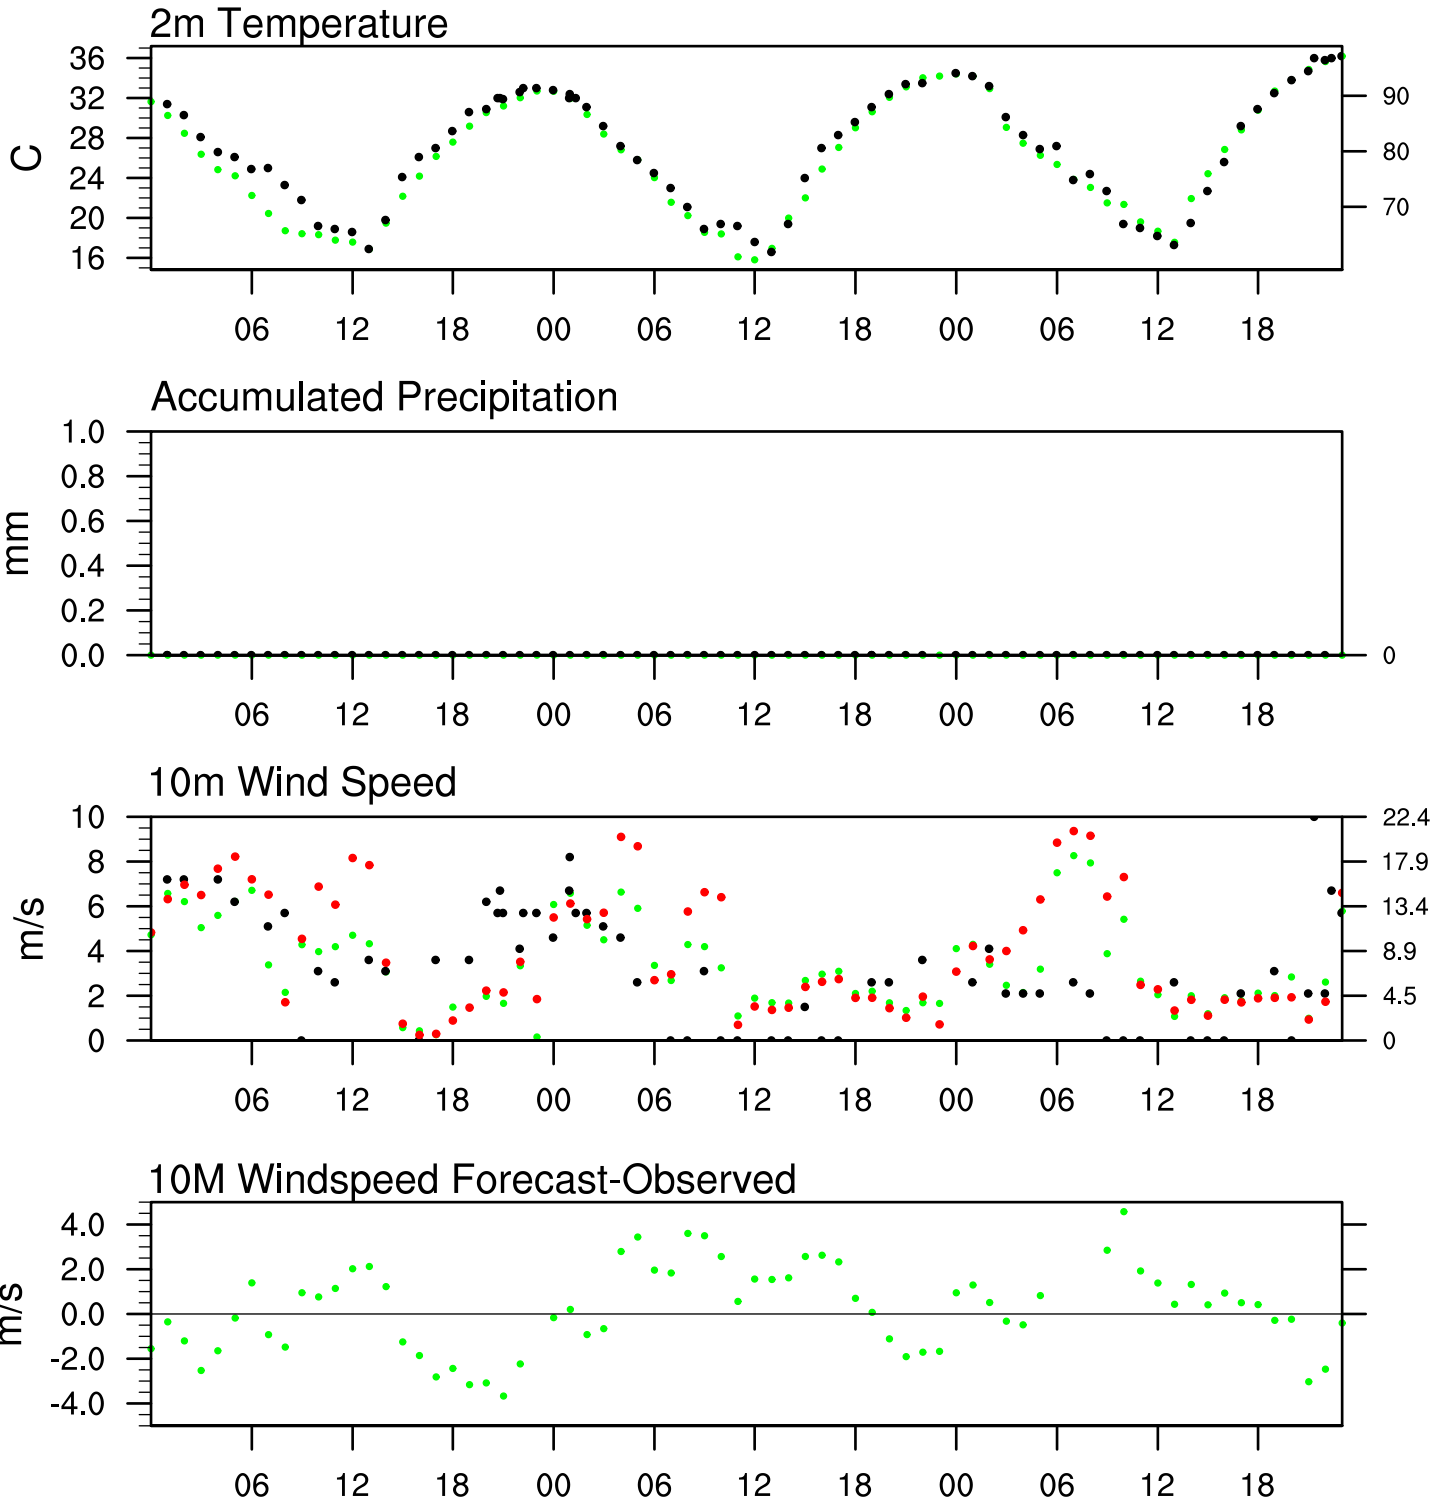 2m Temperature
36
32
28
24
20
16
C
90
80
70
06 12 18 00 06 12 18 00 06 12 18
Accumulated Precipitation
1.0
0.8
0.6
0.4
0.2
0.0
mm
0
06 12 18 00 06 12 18 00 06 12 18
10m Wind Speed
10
8
6
4
2
0
m/s
22.4
17.9
13.4
8.9
4.5
0
06 12 18 00 06 12 18 00 06 12 18
10M Windspeed Forecast-Observed
4.0
2.0
0.0
-2.0
-4.0
m/s
06 12 18 00 06 12 18 00 06 12 18